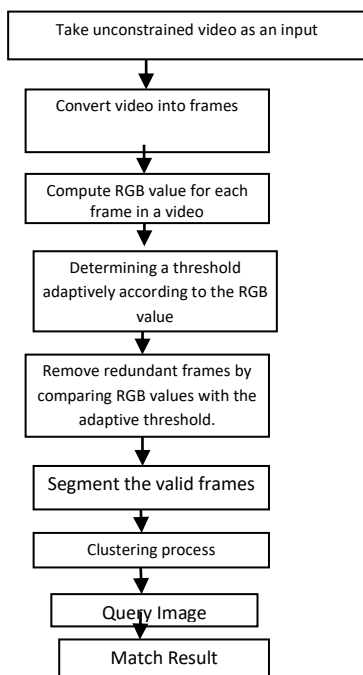 Take unconstrained video as an input
Convert video into frames
Compute RGB value for each
frame in a video
Determining a threshold
adaptively according to the RGB
value
Remove redundant frames by
comparing RGB values with the
adaptive threshold.
Segment the valid frames
Clustering process
Query Image
Match Result